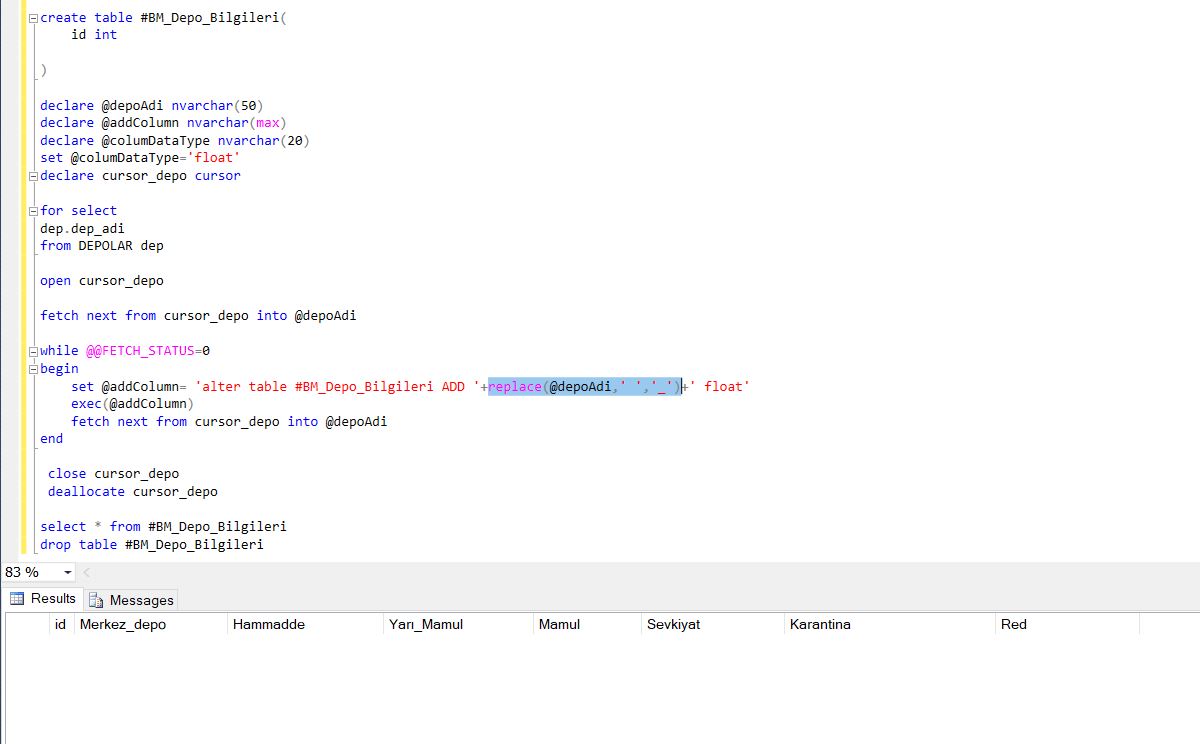 create table #BM_Depo_Bilgileri(
id int
)
declare @depoAdi nvarchar(50)
declare @addColumn nvarchar(max)
declare @columDataType nvarchar(20)
set @columDataType='float'
declare cursor_depo cursor
for select
dep.dep_adi
from DEPOLAR dep
open cursor_depo
fetch next from cursor_depo into @depoAdi
while @@FETCH_STATUS=0
begin
set @addColumn= 'alter table #BM_Depo_Bilgileri ADD '+replace(@depoAdi,' ','_')+' float'
exec(@addColumn)
fetch next from cursor_depo into @depoAdi
end
close cursor_depo
deallocate cursor_depo
select * from #BM_Depo_Bilgileri
drop table #BM_Depo_Bilgileri
83 %
Results Messages
id Merkez_depo Hammadde Yarı_Mamul Mamul Sevkiyat Karantina Red